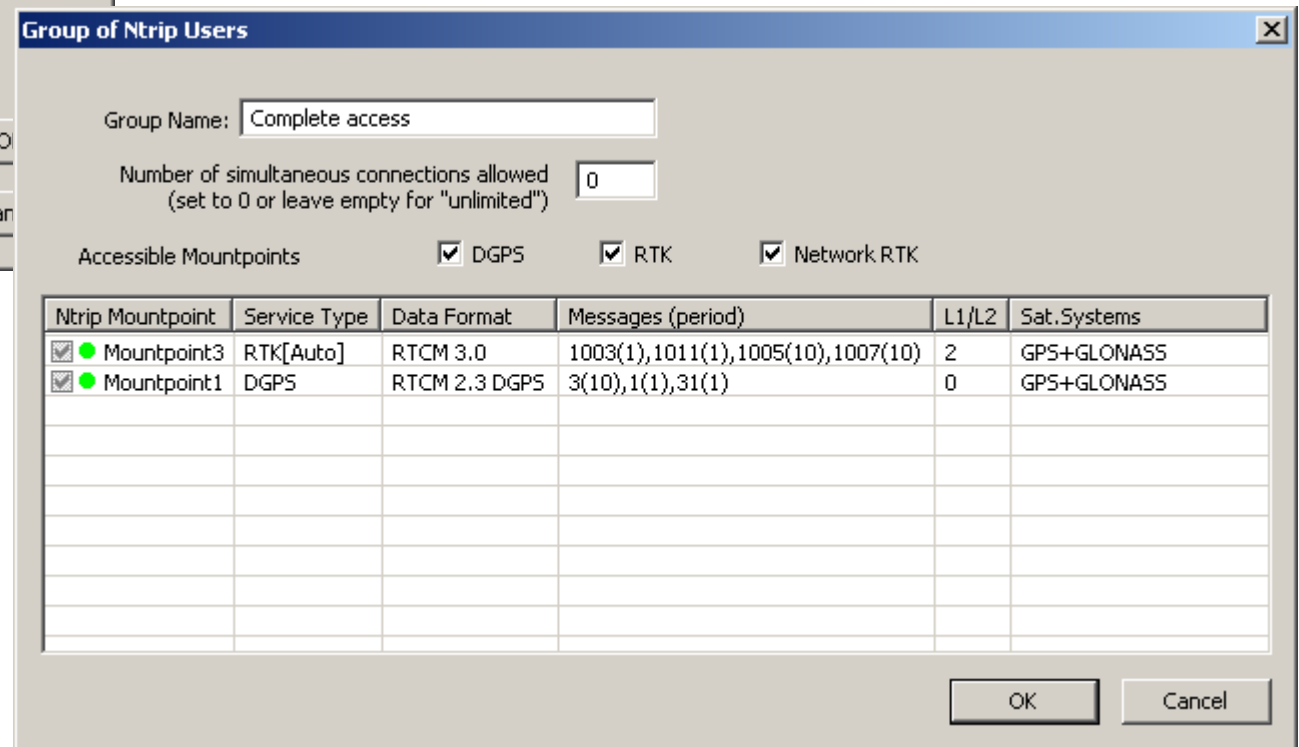 Group of Ntrip Users
Group Name: Complete access
Number of simultaneous connections allowed 0
(set to 0 or leave empty for "unlimited")
Accessible Mountpoints DGPS RTK Network RTK
Ntrip Mountpoint Service Type Data Format Messages (period) L1/L2 Sat.Systems
Mountpoint3 RTK[Auto] RTCM 3.0 1003(1),1011(1),1005(10),1007(10) 2 GPS+GLONASS
Mountpoint1 DGPS RTCM 2.3 DGPS 3(10),1(1),31(1) 0 GPS+GLONASS
OK Cancel